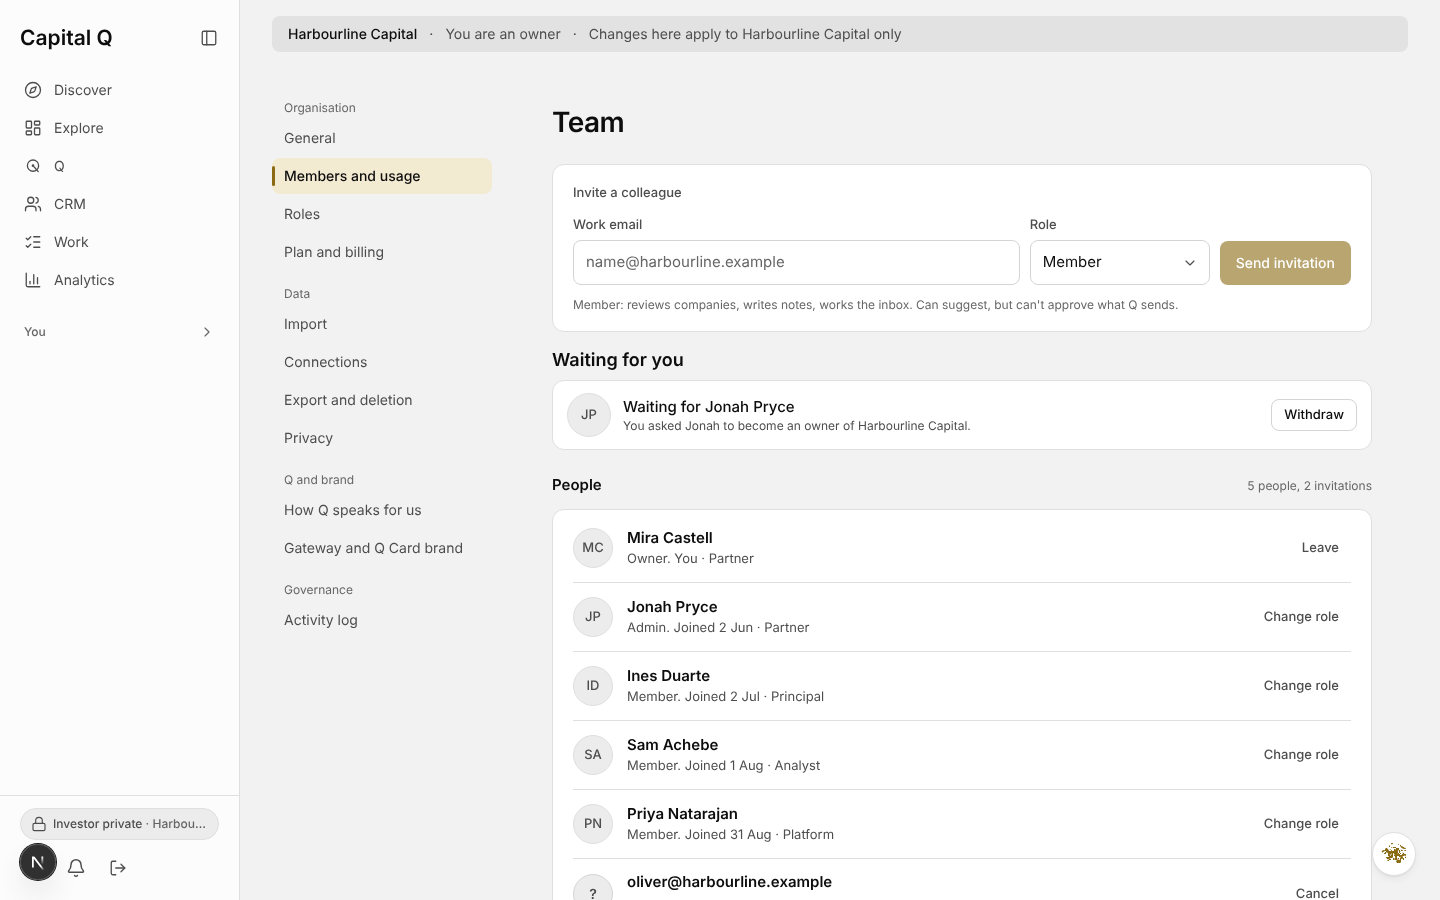 Capital Q
Discover
Explore
Q
CRM
Work
Analytics
You
Investor private · Harbou...
N
Harbourline Capital · You are an owner · Changes here apply to Harbourline Capital only
Organisation
General
Members and usage
Roles
Plan and billing
Data
Import
Connections
Export and deletion
Privacy
Q and brand
How Q speaks for us
Gateway and Q Card brand
Governance
Activity log
Team
Invite a colleague
Work email
Role
name@harbourline.example
Member
Send invitation
Member: reviews companies, writes notes, works the inbox. Can suggest, but can't approve what Q sends.
Waiting for you
JP
Waiting for Jonah Pryce
You asked Jonah to become an owner of Harbourline Capital.
Withdraw
People
5 people, 2 invitations
MC
Mira Castell
Owner. You · Partner
Leave
JP
Jonah Pryce
Admin. Joined 2 Jun · Partner
Change role
ID
Ines Duarte
Member. Joined 2 Jul · Principal
Change role
SA
Sam Achebe
Member. Joined 1 Aug · Analyst
Change role
PN
Priya Natarajan
Member. Joined 31 Aug · Platform
Change role
?
oliver@harbourline.example
Cancel